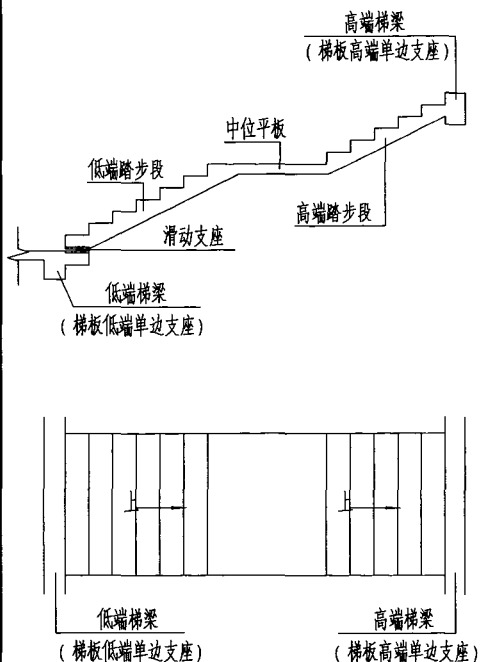 高端梯梁
(梯板高端单边支座)
中位平板
低端踏步段
高端踏步段
滑动支座
低端梯梁
(梯板低端单边支座)
上
上
低端梯梁
(梯板低端单边支座)
高端梯梁
(梯板高端单边支座)